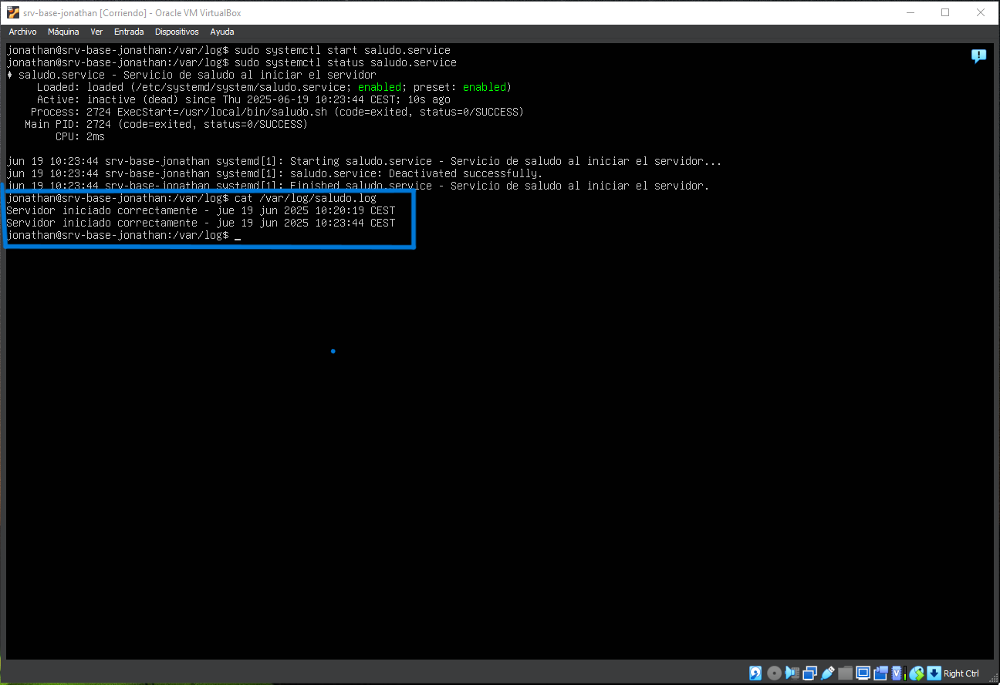 srv-base-jonathan [Corriendo] - Oracle VM VirtualBox
Archivo Máquina Ver Entrada Dispositivos Ayuda
jonathan@srv-base-jonathan:/var/log$ sudo systemctl start saludo.service
jonathan@srv-base-jonathan:/var/log$ sudo systemctl status saludo.service
♦ saludo.service - Servicio de saludo al iniciar el servidor
Loaded: loaded (/etc/systemd/system/saludo.service; enabled; preset: enabled)
Active: inactive (dead) since Thu 2025-06-19 10:23:44 CEST; 10s ago
Process: 2724 ExecStart=/usr/local/bin/saludo.sh (code=exited, status=0/SUCCESS)
Main PID: 2724 (code=exited, status=0/SUCCESS)
CPU: 2ms
jun 19 10:23:44 srv-base-jonathan systemd[1]: Starting saludo.service - Servicio de saludo al iniciar el servidor...
jun 19 10:23:44 srv-base-jonathan systemd[1]: saludo.service: Deactivated successfully.
jun 19 10:23:44 srv-base-jonathan systemd[1]: Finished saludo.service - Servicio de saludo al iniciar el servidor.
jonathan@srv-base-jonathan:/var/log$ cat /var/log/saludo.log
Servidor iniciado correctamente - jue 19 jun 2025 10:20:19 CEST
Servidor iniciado correctamente - jue 19 jun 2025 10:23:44 CEST
jonathan@srv-base-jonathan:/var/log$ _
Right Ctrl